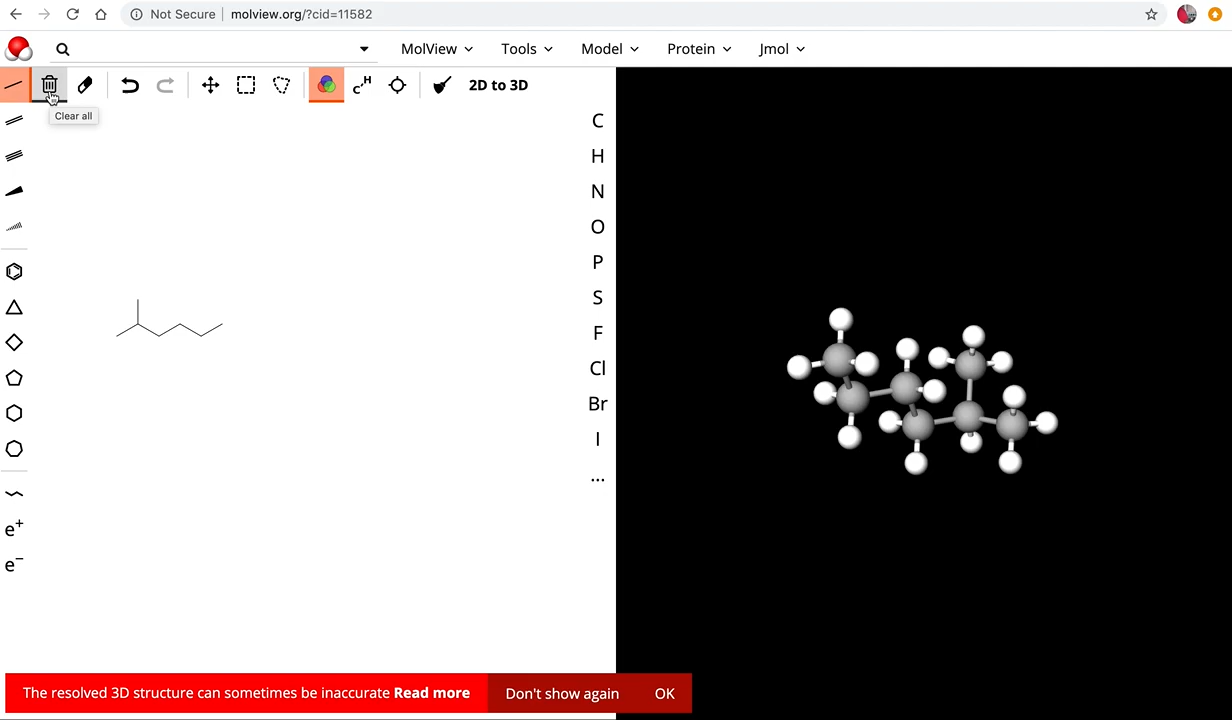 Not Secure | molview.org/?cid=11582
MolView Tools Model Protein Jmol
C H 2D to 3D
Clear all
C
H
N
O
P
S
F
Cl
Br
I
...
e+
e−
The resolved 3D structure can sometimes be inaccurate Read more Don't show again OK